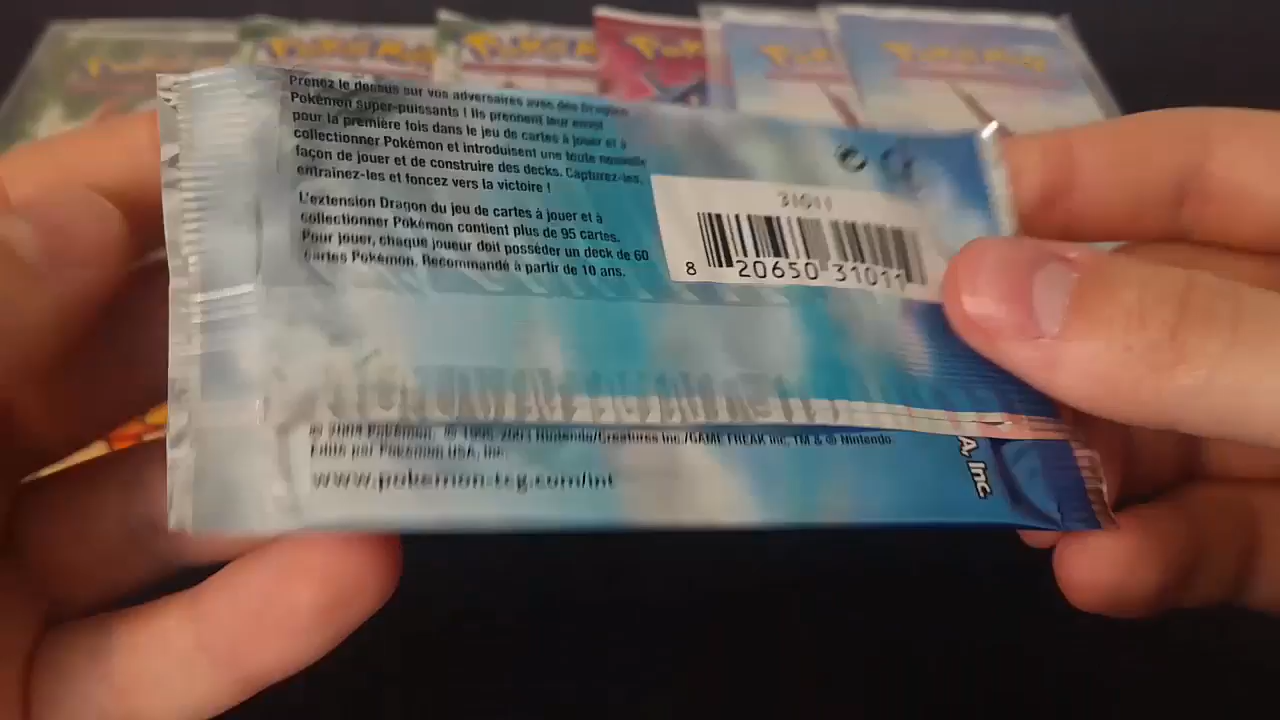 Pokémon
Prenez le dessus sur vos adversaires avec des Dragons
Pokémon super-puissants ! Ils prennent leur envol
pour la première fois dans le jeu de cartes à jouer et à
collectionner Pokémon et introduisent une toute nouvelle
façon de jouer et de construire des decks. Capturez-les,
entraînez-les et foncez vers la victoire !
L'extension Dragon du jeu de cartes à jouer et à
collectionner Pokémon contient plus de 95 cartes.
Pour jouer, chaque joueur doit posséder un deck de 60
cartes Pokémon. Recommandé à partir de 10 ans.
31011
8 20650 31011
Nintendo/Creatures Inc./GAME FREAK inc. TM & ® Nintendo
par Pokémon USA, Inc.
www.pokemon-tcg.com/int
A, Inc.